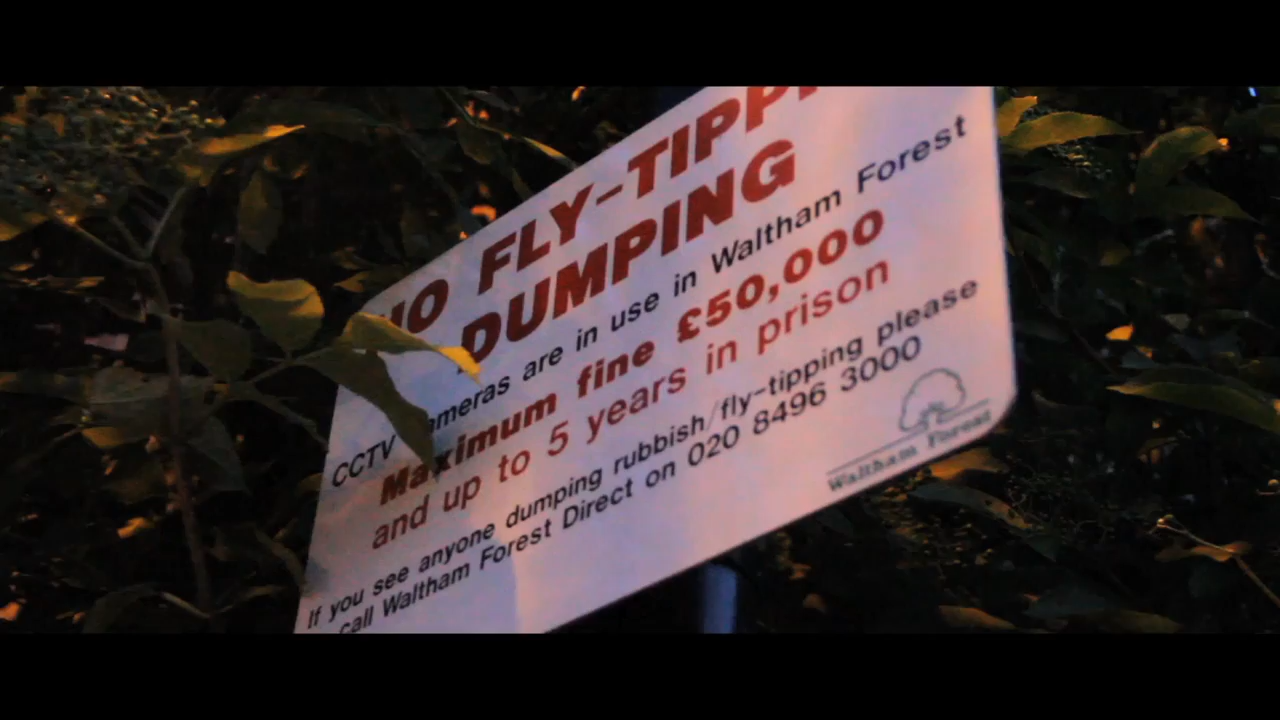 NO FLY-TIPPI
DUMPING
CCTV cameras are in use in Waltham Forest
Maximum fine £50,000
and up to 5 years in prison
If you see anyone dumping rubbish/fly-tipping please
call Waltham Forest Direct on 020 8496 3000
Waltham Forest